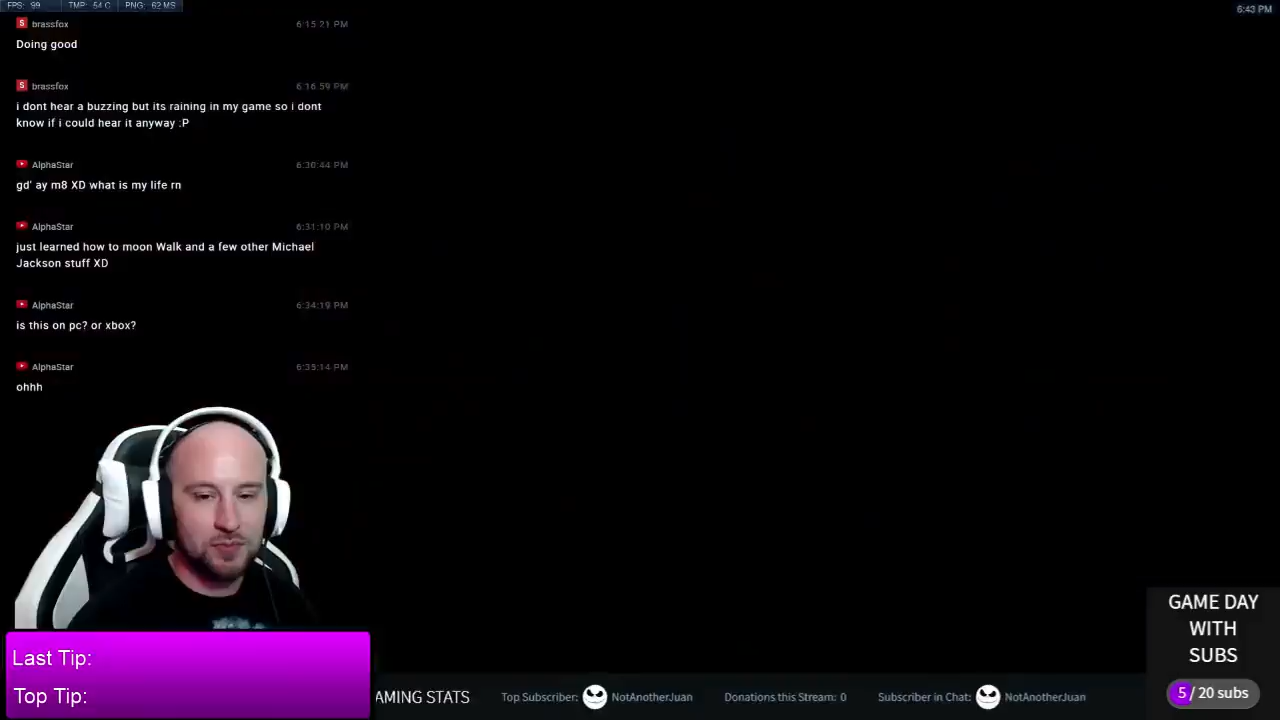 FPS: 99 TMP: 54 C PNG: 62 MS
6:43 PM
S brassfox 6:15:21 PM
Doing good
S brassfox 6:16:59 PM
i dont hear a buzzing but its raining in my game so i dont
know if i could hear it anyway :P
AlphaStar 6:30:44 PM
gd' ay m8 XD what is my life rn
AlphaStar 6:31:10 PM
just learned how to moon Walk and a few other Michael
Jackson stuff XD
AlphaStar 6:34:19 PM
is this on pc? or xbox?
AlphaStar 6:35:14 PM
ohhh
Last Tip:
Top Tip:
AMING STATS Top Subscriber: NotAnotherJuan Donations this Stream: 0 Subscriber in Chat: NotAnotherJuan
GAME DAY
WITH
SUBS
5 / 20 subs